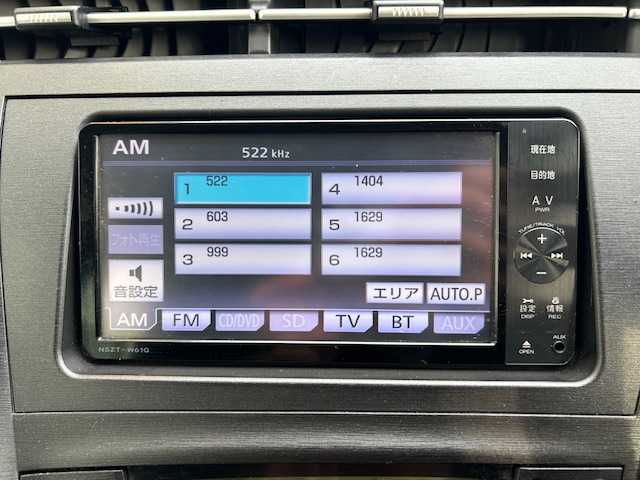 AM
522 kHz
1 522
4 1404
2 603
5 1629
3 999
6 1629
フォト再生
音設定
エリア
AUTO.P
AM FM CD/DVD SD TV BT AUX
NSZT-W61G
現在地
目的地
AV
PWR
TUNE/TRACK VOL
設定 情報
DISP REC
OPEN
AUX